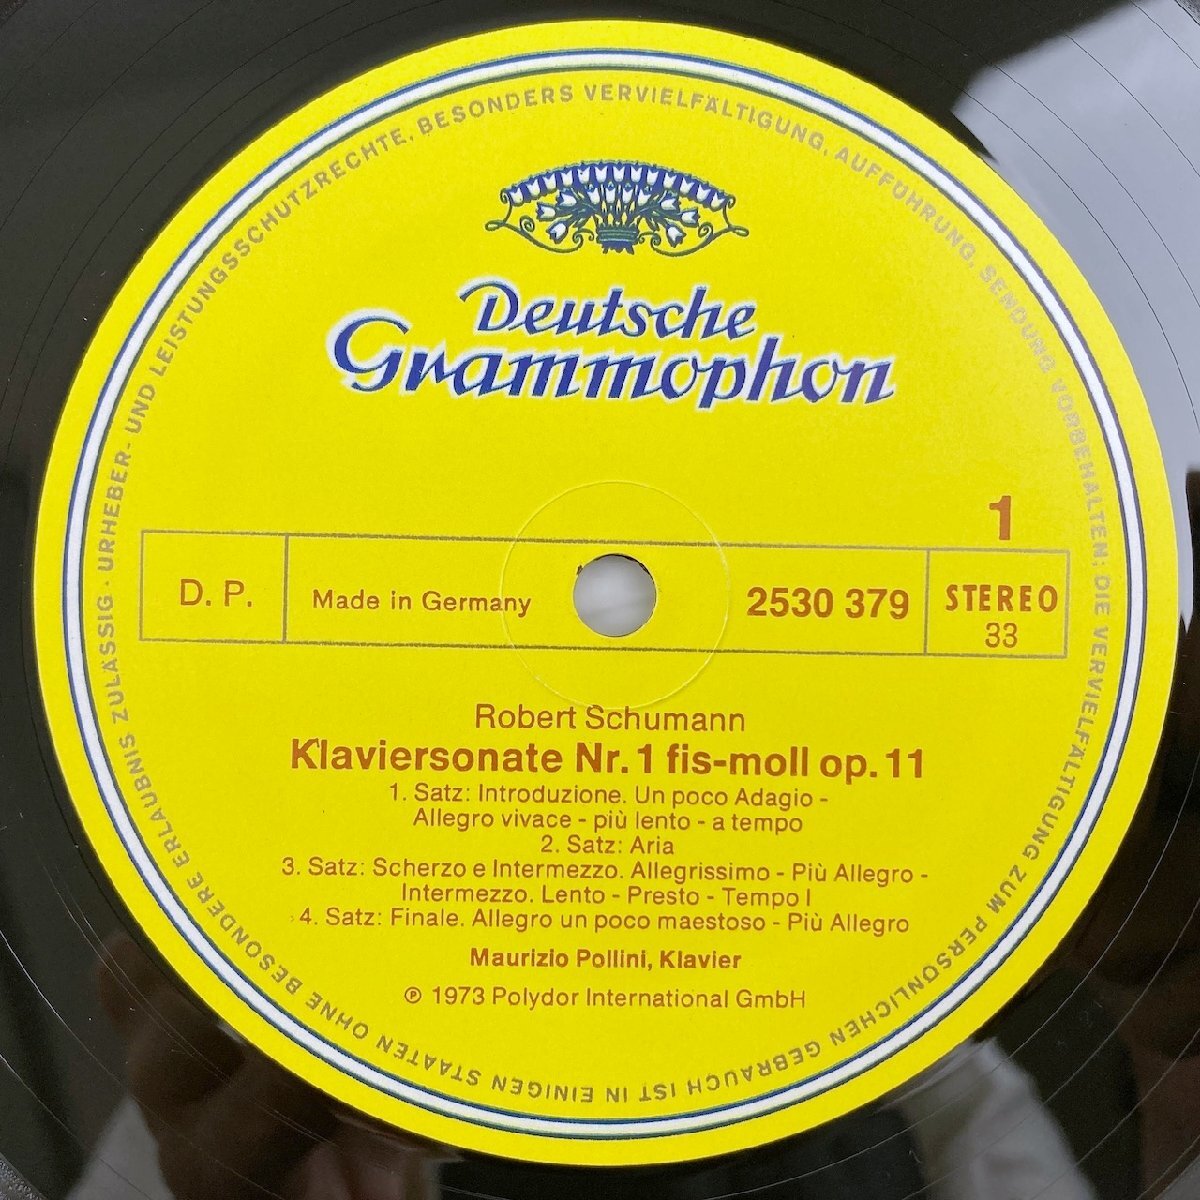 URHEBER- UND LEISTUNGSSCHUTZRECHTE, BESONDERS VERVIELFÄLTIGUNG, AUFFÜHRUNG, SENDUNG VORBEHALTEN; DIE VERVIELFÄLTIGUNG ZUM PERSÖNLICHEN GEBRAUCH IST IN EINIGEN STAATEN OHNE BESONDERE ERLAUBNIS ZULÄSSIG ·
Deutsche
Grammophon
1
D. P.
Made in Germany
2530 379
STEREO
33
Robert Schumann
Klaviersonate Nr. 1 fis-moll op. 11
1. Satz: Introduzione. Un poco Adagio -
Allegro vivace - più lento - a tempo
2. Satz: Aria
3. Satz: Scherzo e Intermezzo. Allegrissimo - Più Allegro -
Intermezzo. Lento - Presto - Tempo I
4. Satz: Finale. Allegro un poco maestoso - Più Allegro
Maurizio Pollini, Klavier
℗ 1973 Polydor International GmbH